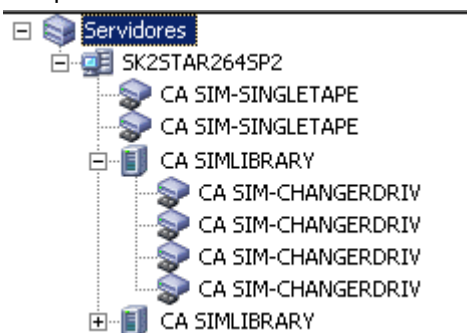 Servidores
SK2STAR264SP2
CA SIM-SINGLETAPE
CA SIM-SINGLETAPE
CA SIMLIBRARY
CA SIM-CHANGERDRIV
CA SIM-CHANGERDRIV
CA SIM-CHANGERDRIV
CA SIM-CHANGERDRIV
CA SIMLIBRARY